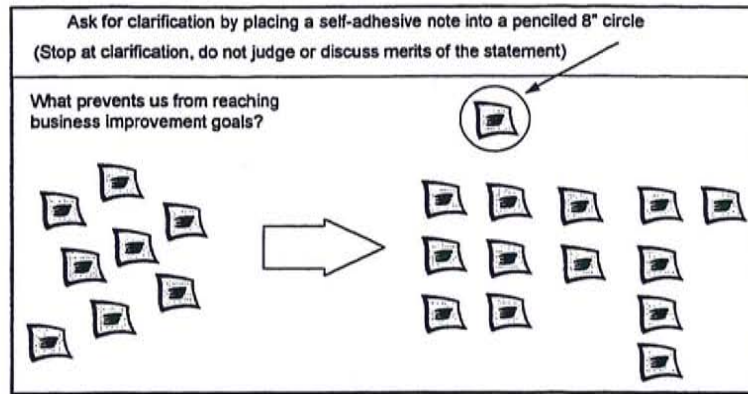 Ask for clarification by placing a self-adhesive note into a penciled 8" circle
(Stop at clarification, do not judge or discuss merits of the statement)
What prevents us from reaching
business improvement goals?